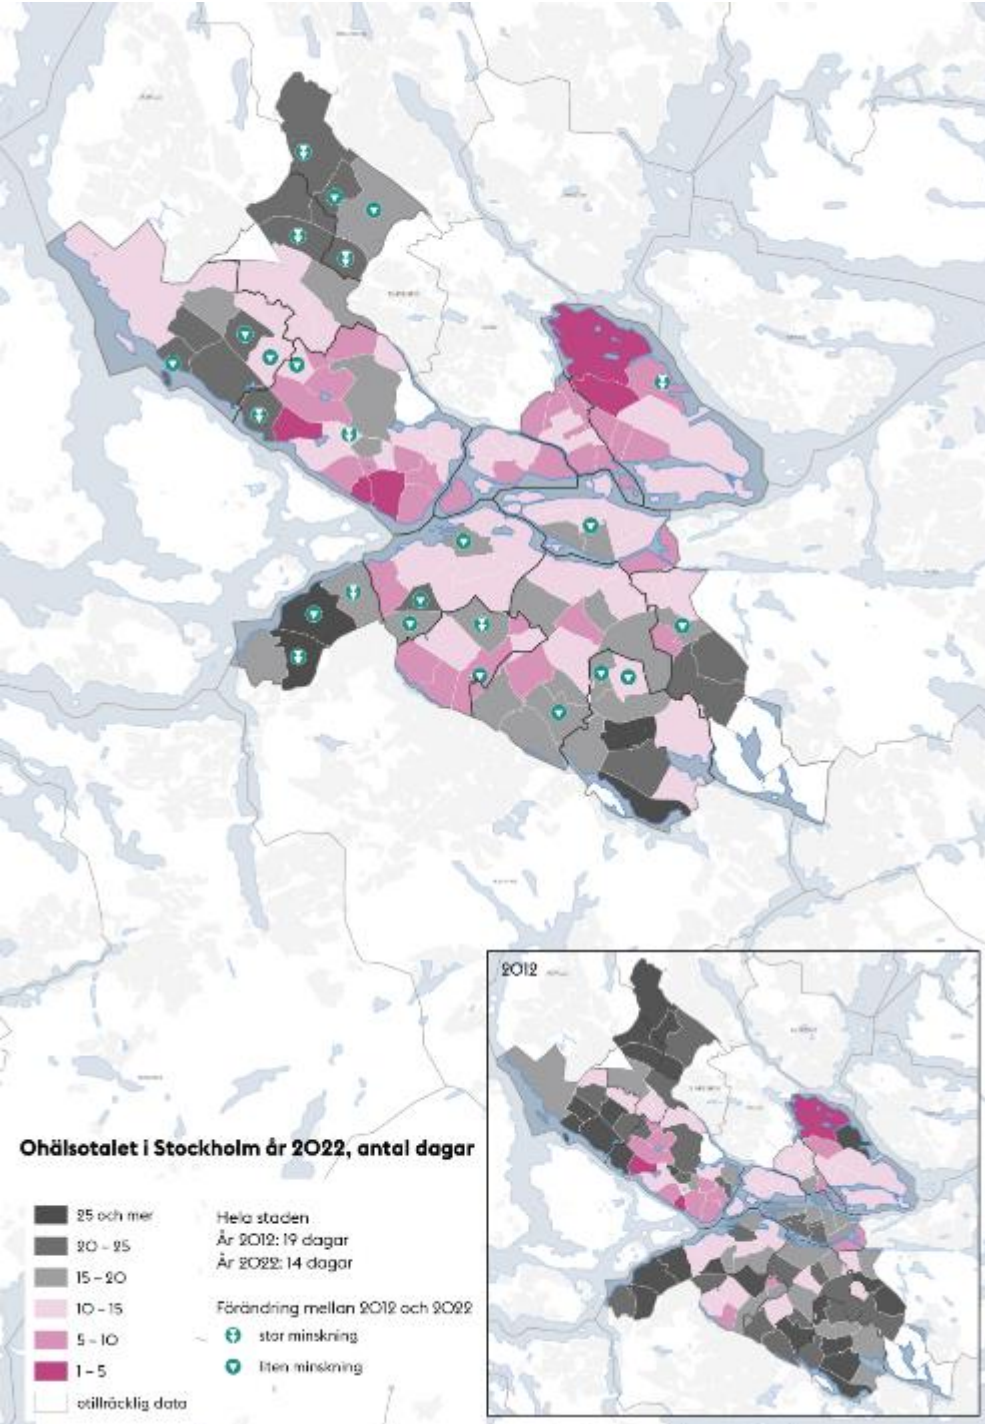 2012
Ohälsotalet i Stockholm år 2022, antal dagar
25 och mer
20 – 25
15 – 20
10 – 15
5 – 10
1 – 5
otillräcklig data
Hela staden
År 2012: 19 dagar
År 2022: 14 dagar
Förändring mellan 2012 och 2022
stor minskning
liten minskning